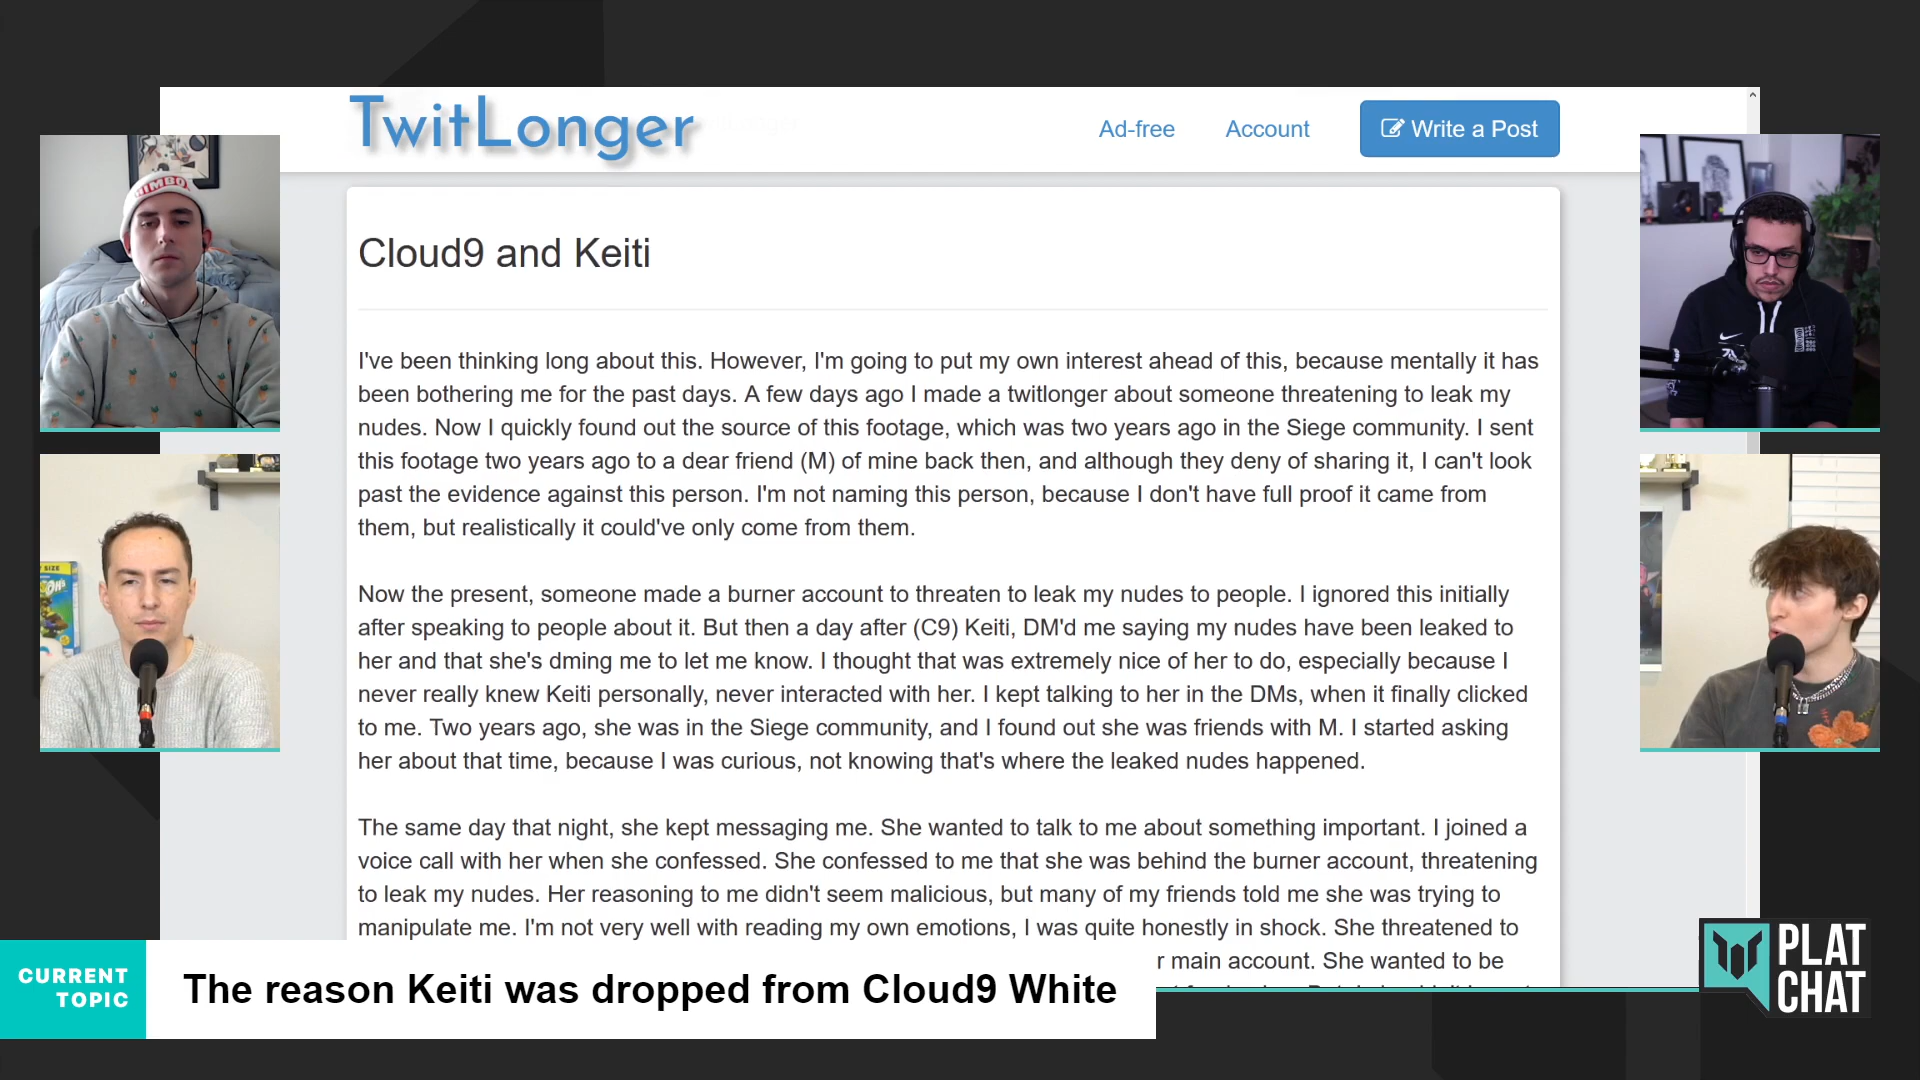 TwitLonger
Ad-free
Account
Write a Post
Cloud9 and Keiti
I've been thinking long about this. However, I'm going to put my own interest ahead of this, because mentally it has
been bothering me for the past days. A few days ago I made a twitlonger about someone threatening to leak my
nudes. Now I quickly found out the source of this footage, which was two years ago in the Siege community. I sent
this footage two years ago to a dear friend (M) of mine back then, and although they deny of sharing it, I can't look
past the evidence against this person. I'm not naming this person, because I don't have full proof it came from
them, but realistically it could've only come from them.
Now the present, someone made a burner account to threaten to leak my nudes to people. I ignored this initially
after speaking to people about it. But then a day after (C9) Keiti, DM'd me saying my nudes have been leaked to
her and that she's dming me to let me know. I thought that was extremely nice of her to do, especially because I
never really knew Keiti personally, never interacted with her. I kept talking to her in the DMs, when it finally clicked
to me. Two years ago, she was in the Siege community, and I found out she was friends with M. I started asking
her about that time, because I was curious, not knowing that's where the leaked nudes happened.
The same day that night, she kept messaging me. She wanted to talk to me about something important. I joined a
voice call with her when she confessed. She confessed to me that she was behind the burner account, threatening
to leak my nudes. Her reasoning to me didn't seem malicious, but many of my friends told me she was trying to
manipulate me. I'm not very well with reading my own emotions, I was quite honestly in shock. She threatened to
r main account. She wanted to be
CURRENT
TOPIC
The reason Keiti was dropped from Cloud9 White
PLAT
CHAT